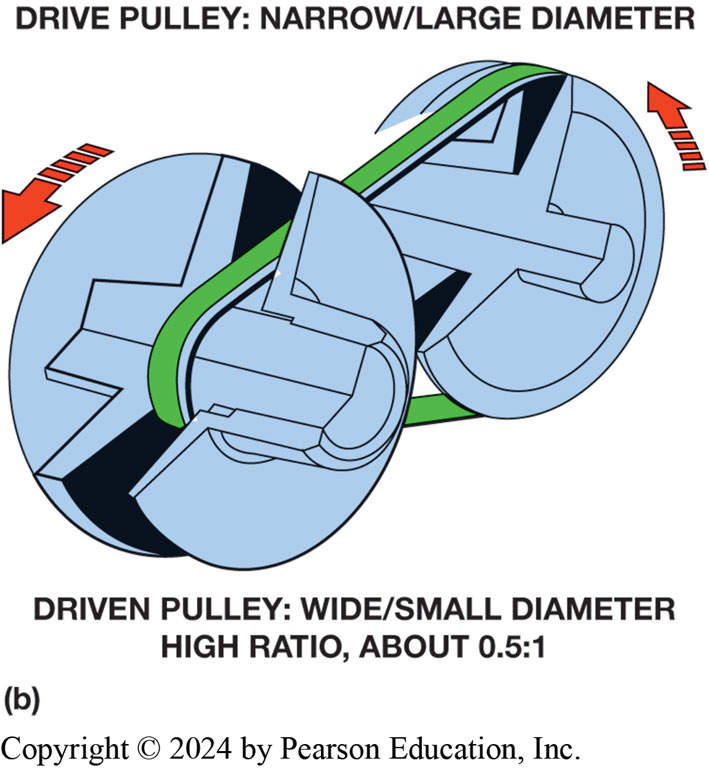 DRIVE PULLEY: NARROW/LARGE DIAMETER
DRIVEN PULLEY: WIDE/SMALL DIAMETER
HIGH RATIO, ABOUT 0.5:1
(b)
Copyright © 2024 by Pearson Education, Inc.